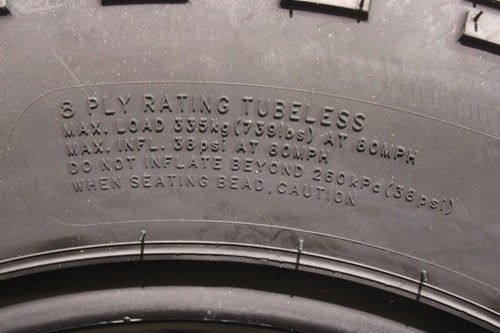 8 PLY RATING TUBELESS
MAX. LOAD 335kg(739lbs) AT 80MPH
MAX. INFL. 36psi AT 80MPH
DO NOT INFLATE BEYOND 260kPa(38psi)
WHEN SEATING BEAD, CAUTION